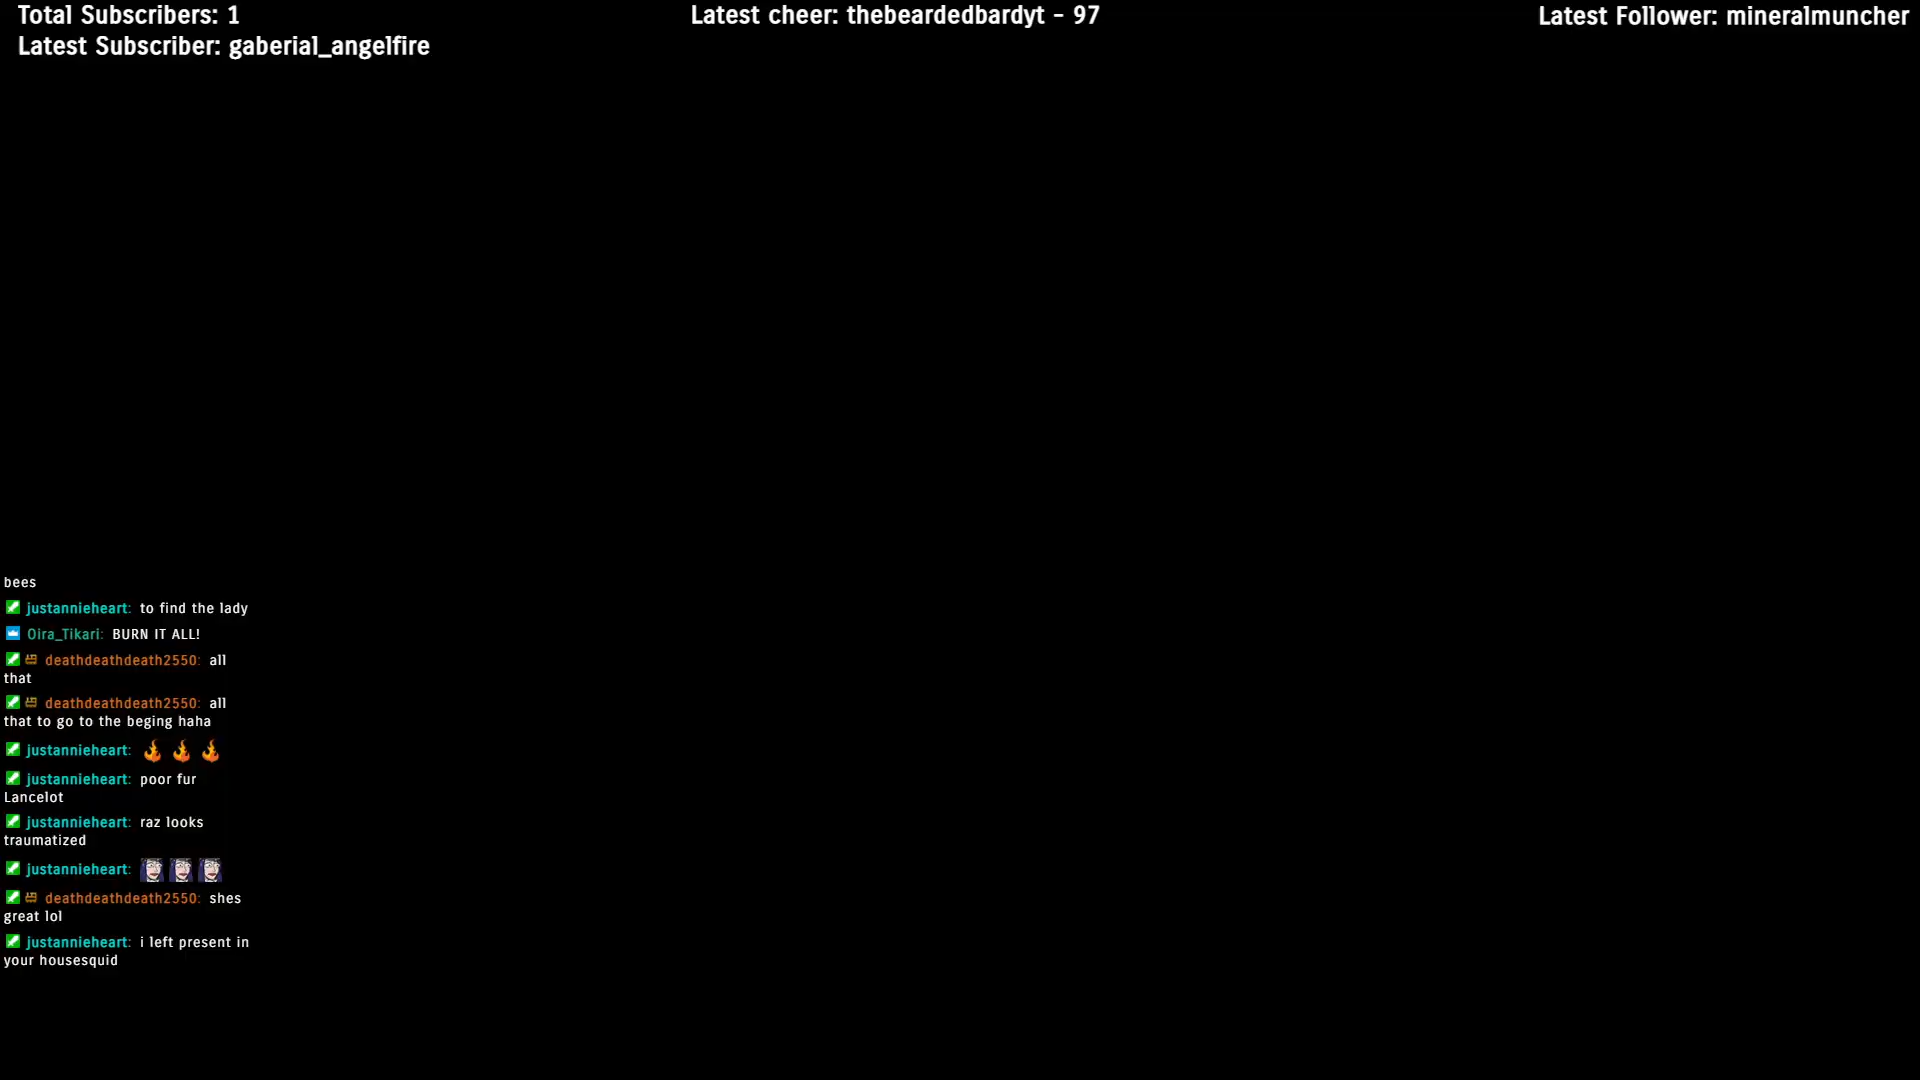 Total Subscribers: 1
Latest cheer: thebeardedbardyt - 97
Latest Follower: mineralmuncher
Latest Subscriber: gaberial_angelfire
bees
justannieheart: to find the lady
Oira_Tikari: BURN IT ALL!
deathdeathdeath2550: all
that
deathdeathdeath2550: all
that to go to the beging haha
justannieheart:
justannieheart: poor fur
Lancelot
justannieheart: raz looks
traumatized
justannieheart:
deathdeathdeath2550: shes
great lol
justannieheart: i left present in
your housesquid